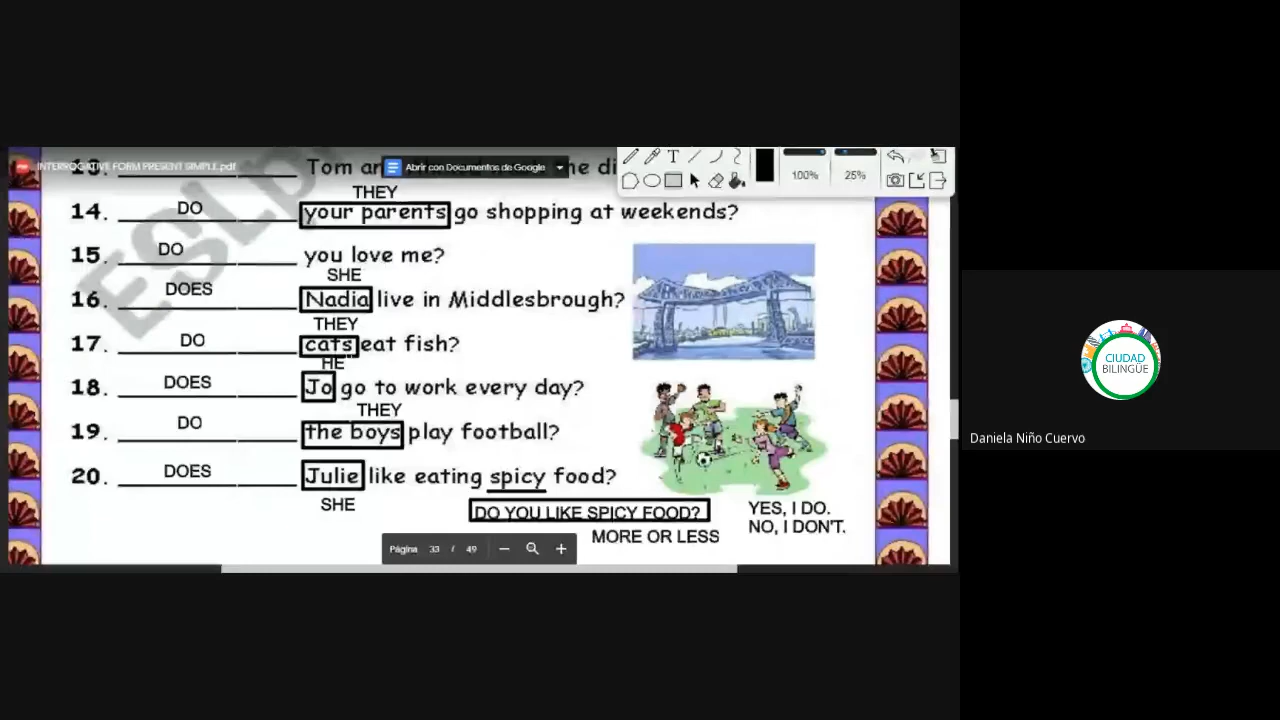 INTERROGATIVE FORM PRESENT SIMPLE.pdf
Abrir con Documentos de Google
100% 25%
Tom
THEY
14. DO your parents go shopping at weekends?
15. DO you love me?
SHE
16. DOES Nadia live in Middlesbrough?
THEY
17. DO cats eat fish?
HE
18. DOES Jo go to work every day?
THEY
19. DO the boys play football?
20. DOES Julie like eating spicy food?
SHE
DO YOU LIKE SPICY FOOD?
YES, I DO.
NO, I DON'T.
MORE OR LESS
Página 33 / 49
CIUDAD
BILINGÜE
Daniela Niño Cuervo